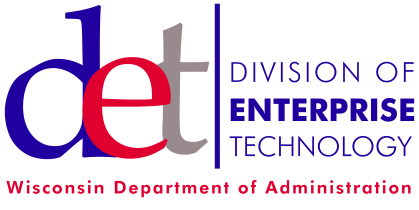 det
DIVISION OF
ENTERPRISE
TECHNOLOGY
Wisconsin Department of Administration